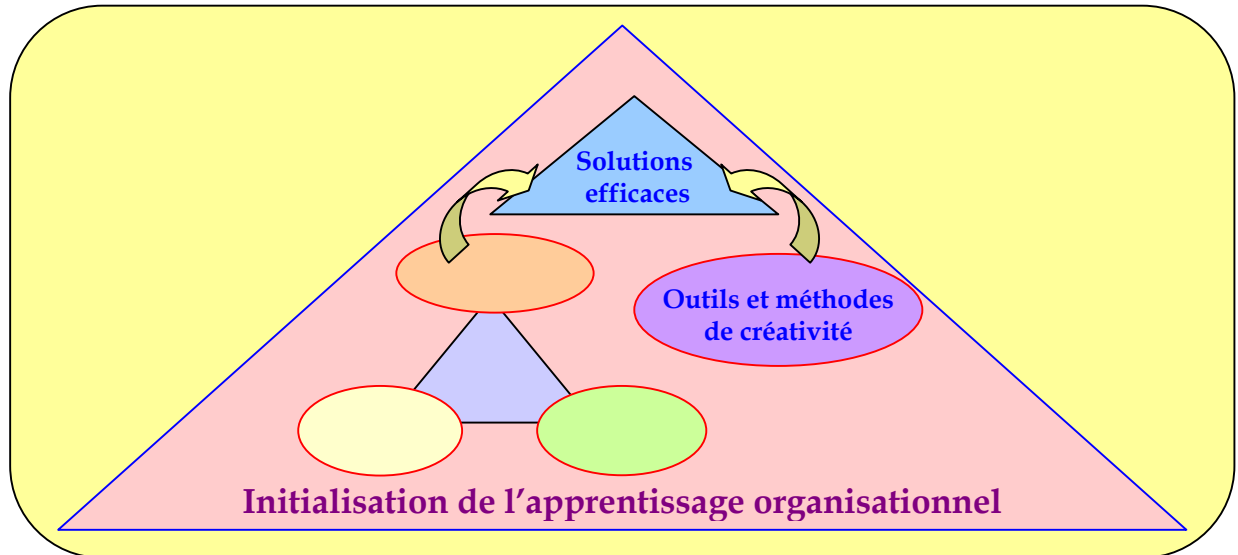 Solutions
efficaces
Outils et méthodes
de créativité
Initialisation de l’apprentissage organisationnel